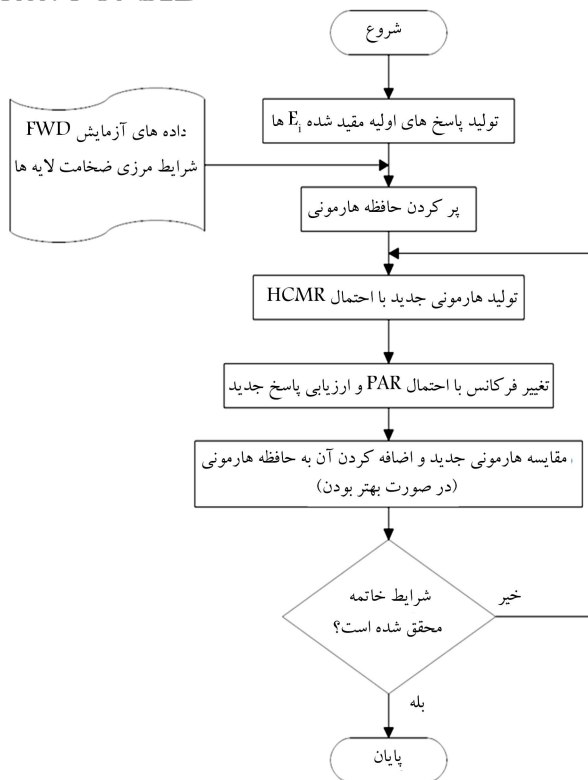 شروع
تولید پاسخ های اولیه مقید شده Ei ها
داده های آزمایش FWD
شرایط مرزی ضخامت لایه ها
پر کردن حافظه هارمونی
تولید هارمونی جدید با احتمال HCMR
تغییر فرکانس با احتمال PAR و ارزیابی پاسخ جدید
مقایسه هارمونی جدید و اضافه کردن آن به حافظه هارمونی
(در صورت بهتر بودن)
شرایط خاتمه
محقق شده است؟
خیر
بله
پایان